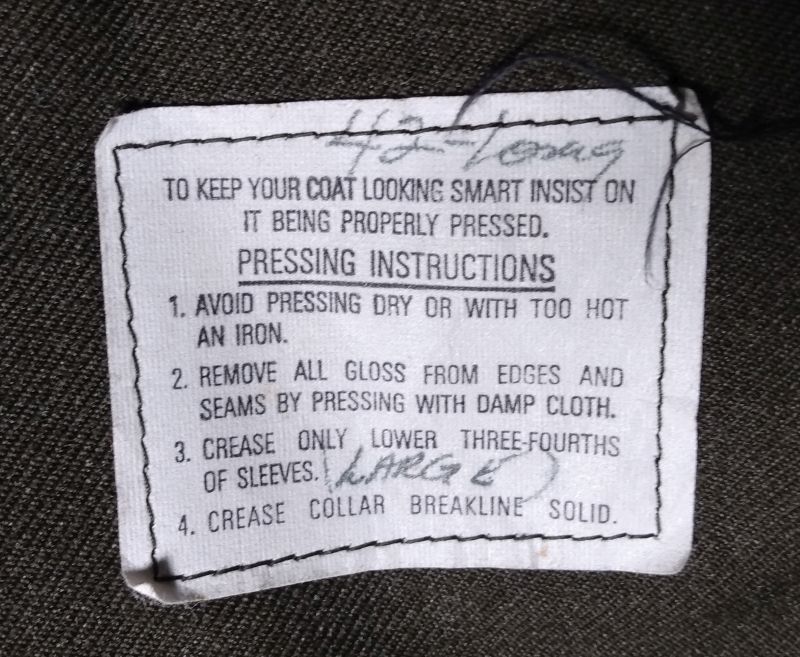 42-Long
TO KEEP YOUR COAT LOOKING SMART INSIST ON
IT BEING PROPERLY PRESSED.
PRESSING INSTRUCTIONS
1. AVOID PRESSING DRY OR WITH TOO HOT
AN IRON.
2. REMOVE ALL GLOSS FROM EDGES AND
SEAMS BY PRESSING WITH DAMP CLOTH.
3. CREASE ONLY LOWER THREE-FOURTHS
OF SLEEVES. (LARGE)
4. CREASE COLLAR BREAKLINE SOLID.